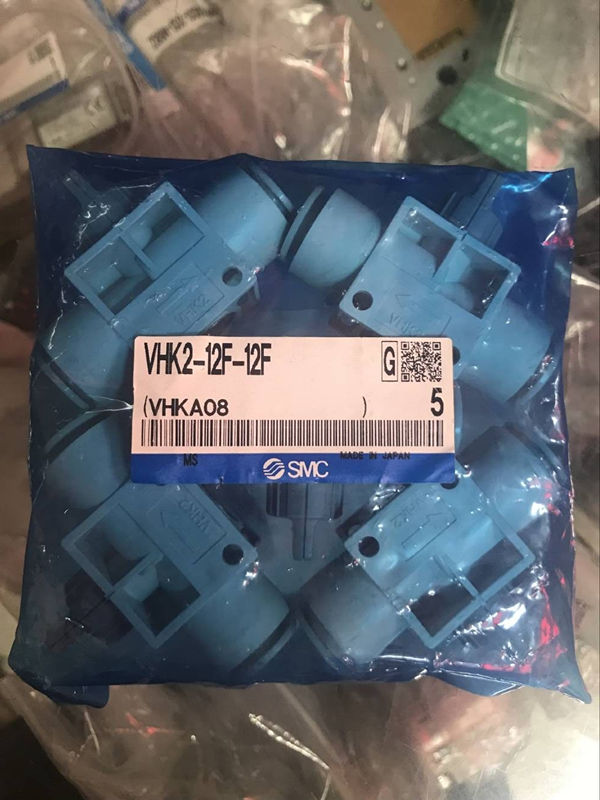 VHK2-12F-12F
G
(VHKA08 )
5
MS
MADE IN JAPAN
SMC
VHK2
VHK2
VHK2
VHK2